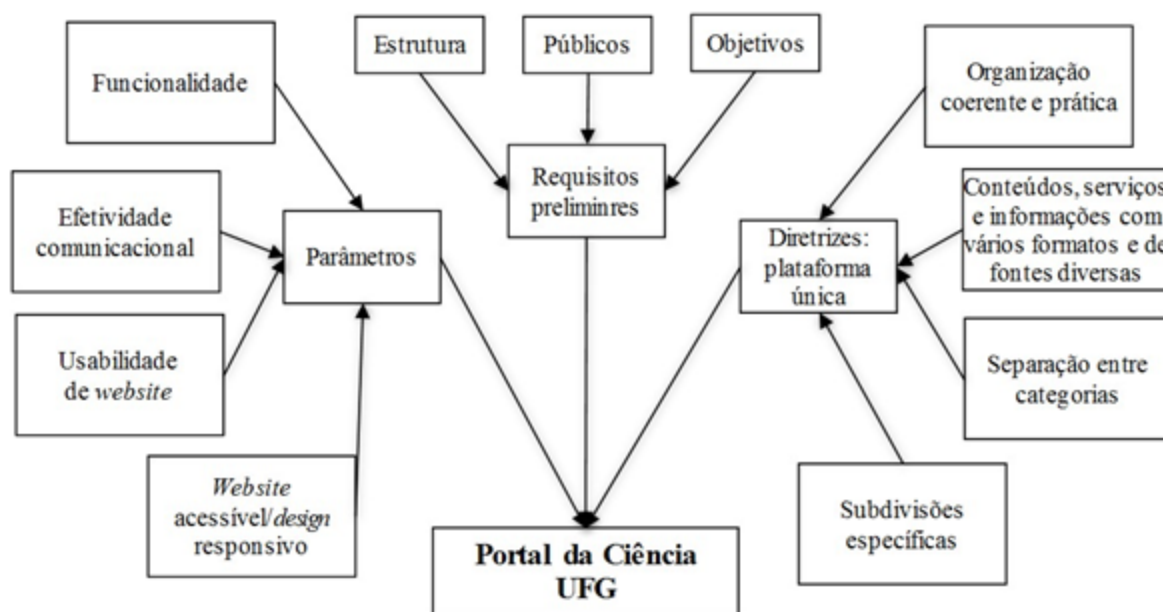 Estrutura
Públicos
Objetivos
Funcionalidade
Organização
coerente e prática
Requisitos
preliminres
Efetividade
comunicacional
Parâmetros
Diretrizes:
plataforma
única
Conteúdos, serviços
e informações com
vários formatos e de
fontes diversas
Usabilidade
de website
Separação entre
categorias
Website
acessível/design
responsivo
Subdivisões
específicas
Portal da Ciência
UFG